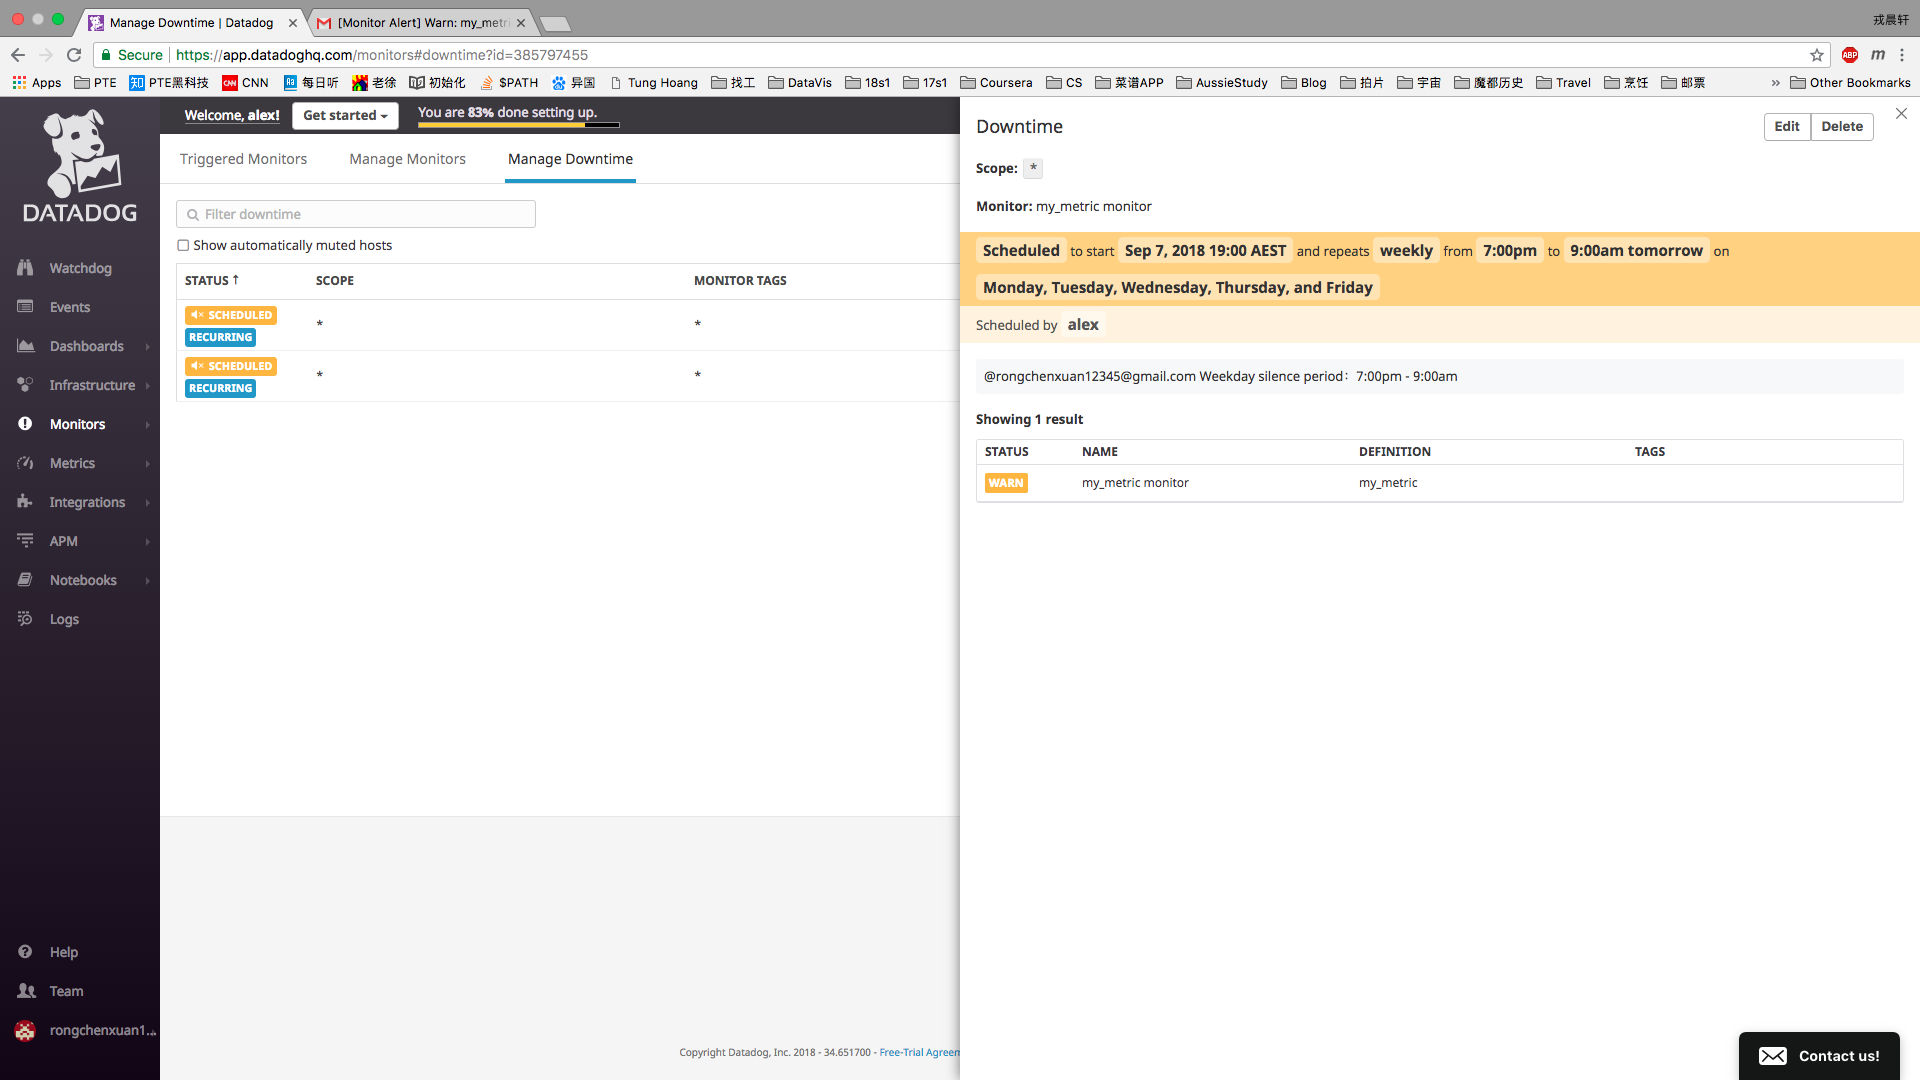 Manage Downtime | Datadog
[Monitor Alert] Warn: my_metri
戎晨轩
Secure https://app.datadoghq.com/monitors#downtime?id=385797455
ABP m
Apps PTE 知 PTE黑科技 CNN CNN 每日听 老徐 初始化 $PATH 异国 Tung Hoang 找工 DataVis 18s1 17s1 Coursera CS 菜谱APP AussieStudy Blog 拍片 宇宙 魔都历史 Travel 烹饪 邮票 » Other Bookmarks
DATADOG
Watchdog
Events
Dashboards
Infrastructure
Monitors
Metrics
Integrations
APM
Notebooks
Logs
Help
Team
rongchenxuan1...
Welcome, alex! Get started You are 83% done setting up.
Triggered Monitors Manage Monitors Manage Downtime
Filter downtime
Show automatically muted hosts
STATUS ↑ SCOPE MONITOR TAGS
SCHEDULED
RECURRING * *
SCHEDULED
RECURRING * *
Copyright Datadog, Inc. 2018 - 34.651700 - Free-Trial Agreem
Downtime Edit Delete
Scope: *
Monitor: my_metric monitor
Scheduled to start Sep 7, 2018 19:00 AEST and repeats weekly from 7:00pm to 9:00am tomorrow on
Monday, Tuesday, Wednesday, Thursday, and Friday
Scheduled by alex
@rongchenxuan12345@gmail.com Weekday silence period：7:00pm - 9:00am
Showing 1 result
STATUS NAME DEFINITION TAGS
WARN my_metric monitor my_metric
Contact us!